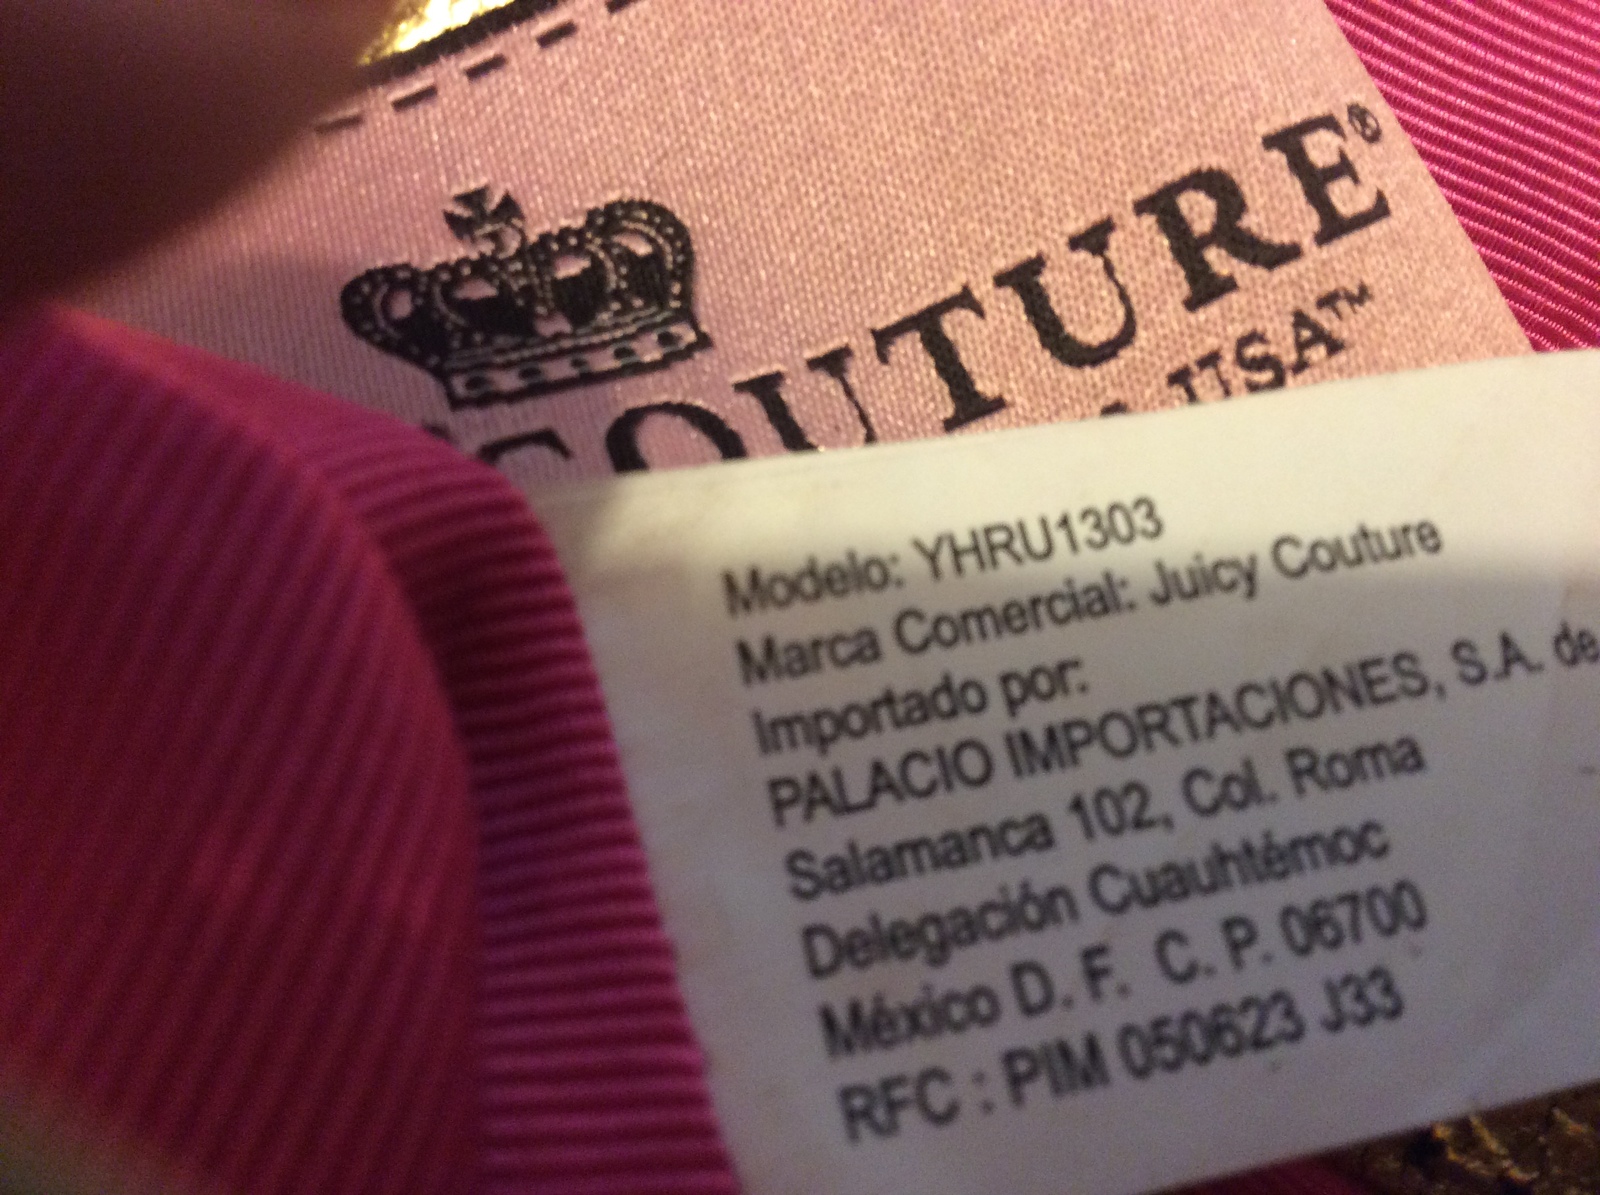 COUTURE®
USA™
Modelo: YHRU1303
Marca Comercial: Juicy Couture
Importado por:
PALACIO IMPORTACIONES, S.A. de
Salamanca 102, Col. Roma
Delegación Cuauhtémoc
México D. F. C. P. 06700
RFC : PIM 050623 J33